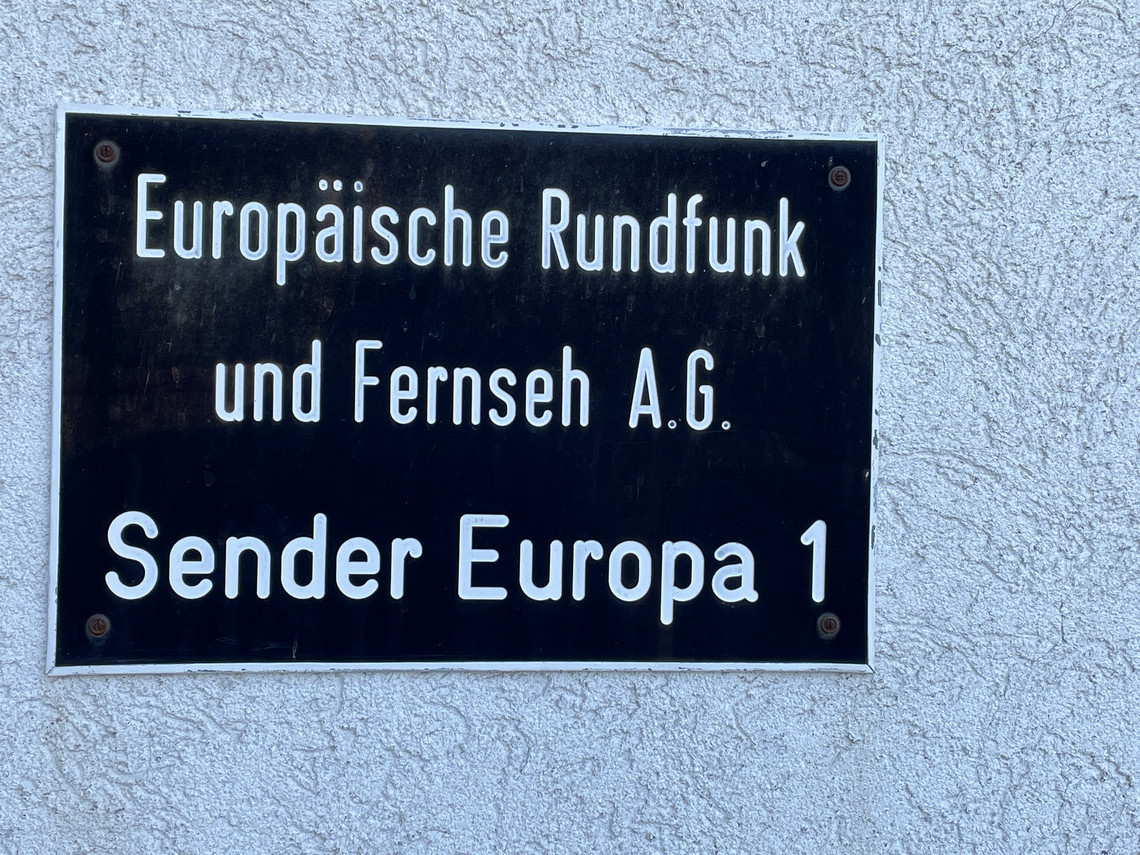 Europäische Rundfunk
und Fernseh A.G.
Sender Europa 1